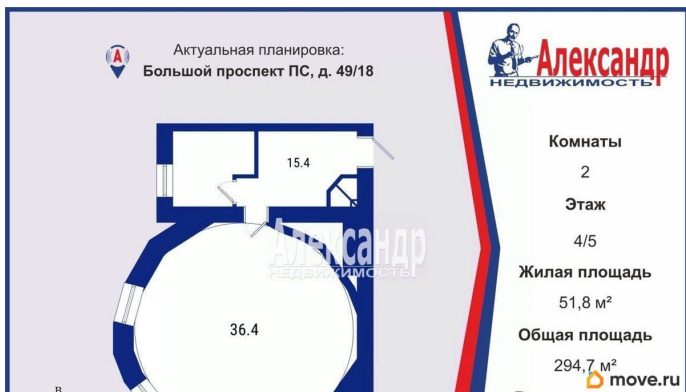 Актуальная планировка:
Большой проспект ПС, д. 49/18
А
Александр
НЕДВИЖИМОСТЬ
15.4
36.4
Александр
НЕДВИЖИМОСТЬ
Комнаты
2
Этаж
4/5
Жилая площадь
51,8 м²
Общая площадь
294,7 м²
В
move.ru